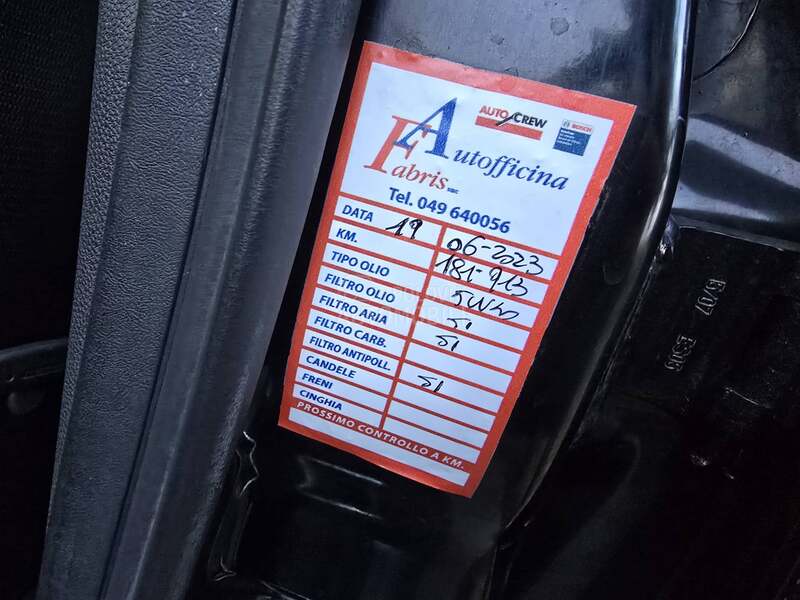 AUTO CREW
BOSCH
Autofficina
Fabris snc
Tel. 049 640056
DATA 19 06-2023
KM. 181-913
TIPO OLIO 5W30
FILTRO OLIO SI
FILTRO ARIA SI
FILTRO CARB.
FILTRO ANTIPOLL. SI
CANDELE
FRENI
CINGHIA
PROSSIMO CONTROLLO A KM.